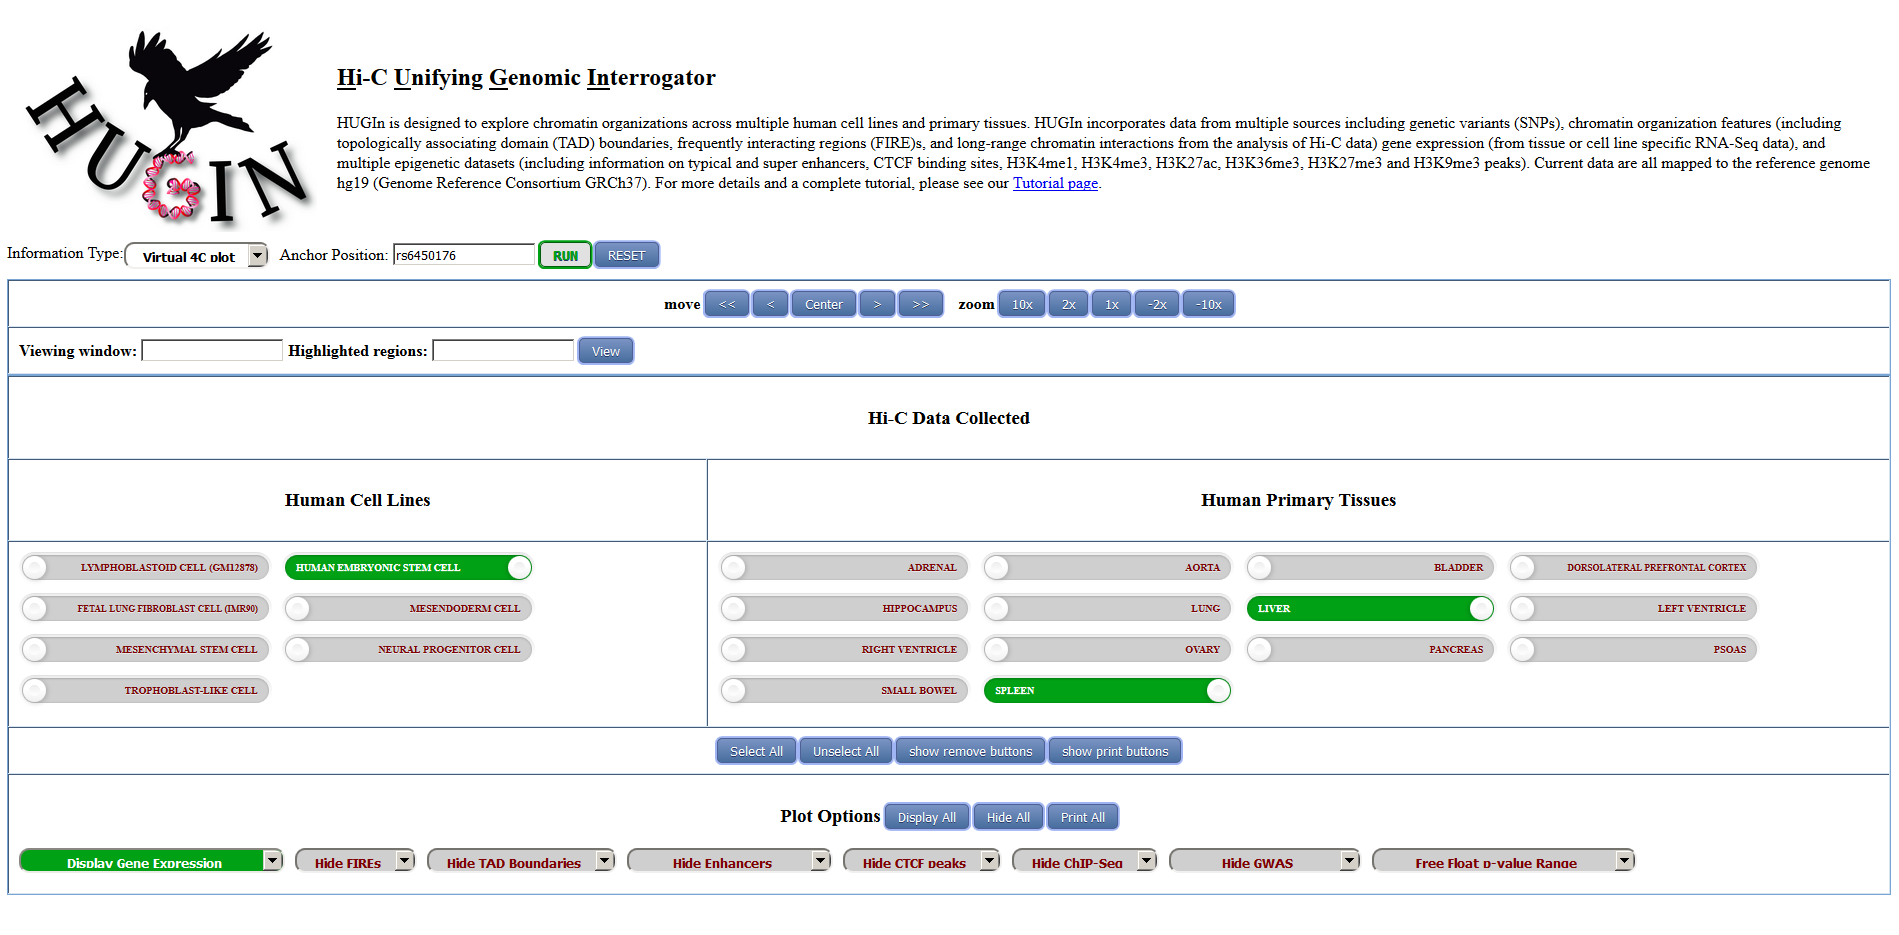 HUGIN
Hi-C Unifying Genomic Interrogator
HUGIn is designed to explore chromatin organizations across multiple human cell lines and primary tissues. HUGIn incorporates data from multiple sources including genetic variants (SNPs), chromatin organization features (including
topologically associating domain (TAD) boundaries, frequently interacting regions (FIRE)s, and long-range chromatin interactions from the analysis of Hi-C data) gene expression (from tissue or cell line specific RNA-Seq data), and
multiple epigenetic datasets (including information on typical and super enhancers, CTCF binding sites, H3K4me1, H3K4me3, H3K27ac, H3K36me3, H3K27me3 and H3K9me3 peaks). Current data are all mapped to the reference genome
hg19 (Genome Reference Consortium GRCh37). For more details and a complete tutorial, please see our Tutorial page.
Information Type: Virtual 4C plot Anchor Position: rs6450176 RUN RESET
move << < Center > >> zoom 10x 2x 1x -2x -10x
Viewing window: Highlighted regions: View
Hi-C Data Collected
Human Cell Lines Human Primary Tissues
LYMPHOBLASTOID CELL (GM12878) HUMAN EMBRYONIC STEM CELL ADRENAL AORTA BLADDER DORSOLATERAL PREFRONTAL CORTEX
FETAL LUNG FIBROBLAST CELL (IMR90) MESENDODERM CELL HIPPOCAMPUS LUNG LIVER LEFT VENTRICLE
MESENCHYMAL STEM CELL NEURAL PROGENITOR CELL RIGHT VENTRICLE OVARY PANCREAS PSOAS
TROPHOBLAST-LIKE CELL SMALL BOWEL SPLEEN
Select All Unselect All show remove buttons show print buttons
Plot Options Display All Hide All Print All
Display Gene Expression Hide FIREs Hide TAD Boundaries Hide Enhancers Hide CTCF peaks Hide ChIP-Seq Hide GWAS Free Float p-value Range